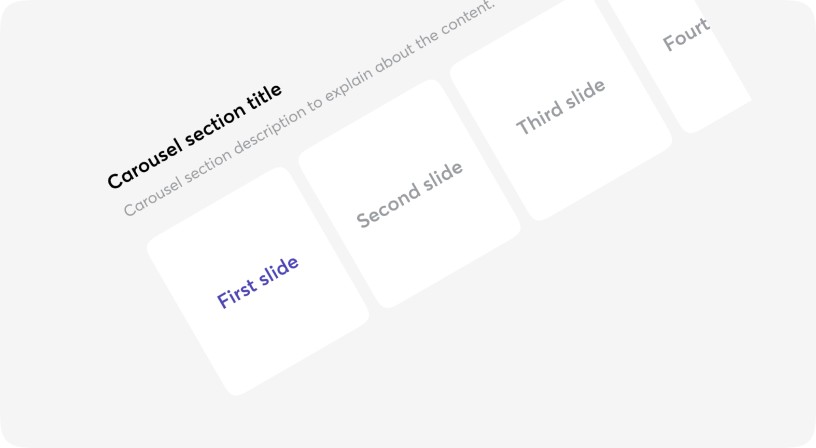 Carousel section title
Carousel section description to explain about the content.
First slide
Second slide
Third slide
Fourt